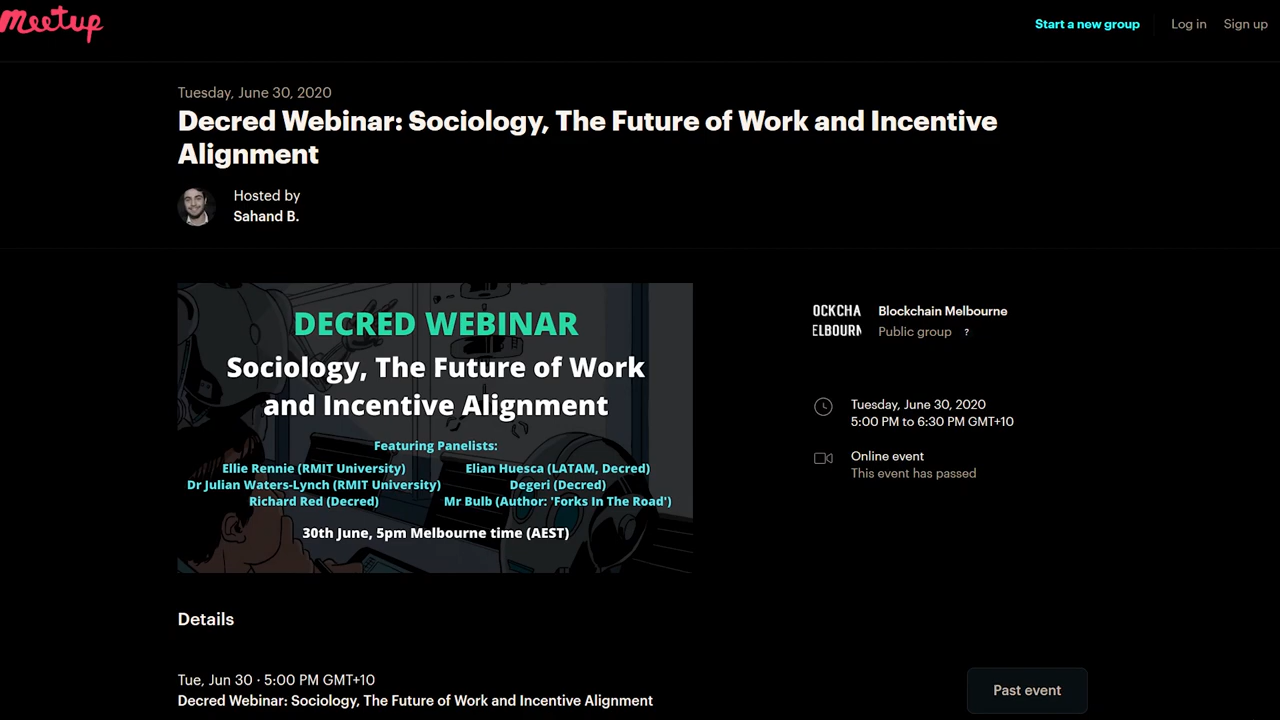 meetup
Start a new group
Log in
Sign up
Tuesday, June 30, 2020
Decred Webinar: Sociology, The Future of Work and Incentive
Alignment
Hosted by
Sahand B.
DECRED WEBINAR
Sociology, The Future of Work
and Incentive Alignment
Featuring Panelists:
Ellie Rennie (RMIT University)
Dr Julian Waters-Lynch (RMIT University)
Richard Red (Decred)
Elian Huesca (LATAM, Decred)
Degeri (Decred)
Mr Bulb (Author: 'Forks In The Road')
30th June, 5pm Melbourne time (AEST)
OCKCHA
ELBOURN
Blockchain Melbourne
Public group ?
Tuesday, June 30, 2020
5:00 PM to 6:30 PM GMT+10
Online event
This event has passed
Details
Tue, Jun 30 · 5:00 PM GMT+10
Decred Webinar: Sociology, The Future of Work and Incentive Alignment
Past event